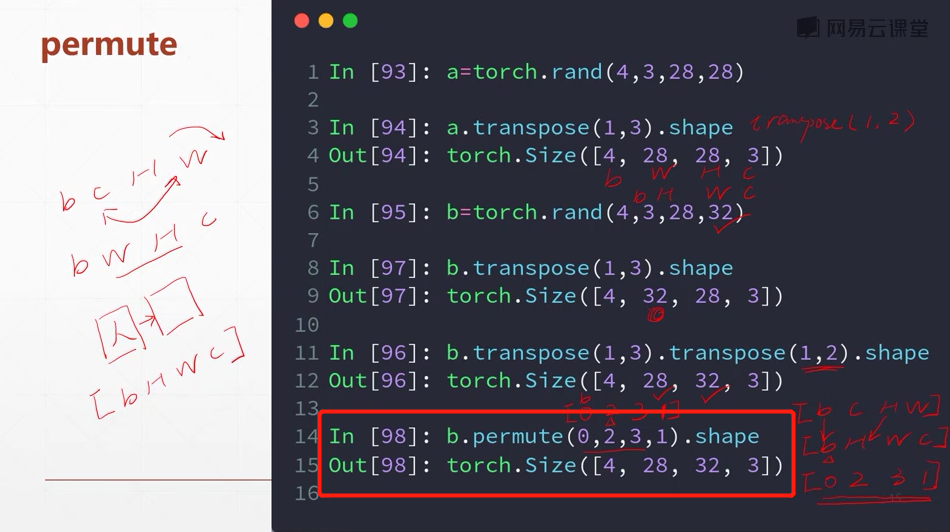 permute
网易云课堂
1 In [93]: a=torch.rand(4,3,28,28)
2
3 In [94]: a.transpose(1,3).shape transpose(1,2)
4 Out[94]: torch.Size([4, 28, 28, 3])
b W H C
5
b H W C
6 In [95]: b=torch.rand(4,3,28,32)
7
8 In [97]: b.transpose(1,3).shape
9 Out[97]: torch.Size([4, 32, 28, 3])
10
11 In [96]: b.transpose(1,3).transpose(1,2).shape
12 Out[96]: torch.Size([4, 28, 32, 3])
b
13 [0 2 3 1]
14 In [98]: b.permute(0,2,3,1).shape
15 Out[98]: torch.Size([4, 28, 32, 3])
16
b C H W
b W H C
人
[b H W C]
[b C H W]
[b H W C]
[0 2 3 1]